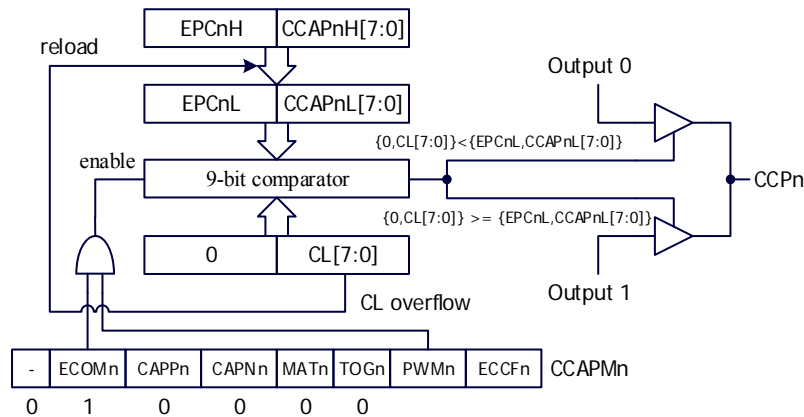 EPCnH CCAPnH[7:0]
reload
Output 0
EPCnL CCAPnL[7:0]
{0,CL[7:0]}<{EPCnL,CCAPnL[7:0]}
enable
9-bit comparator
CCPn
{0,CL[7:0]} >= {EPCnL,CCAPnL[7:0]}
0 CL[7:0]
Output 1
CL overflow
- ECOMn CAPPn CAPNn MATn TOGn PWMn ECCFn CCAPMn
0 1 0 0 0 0